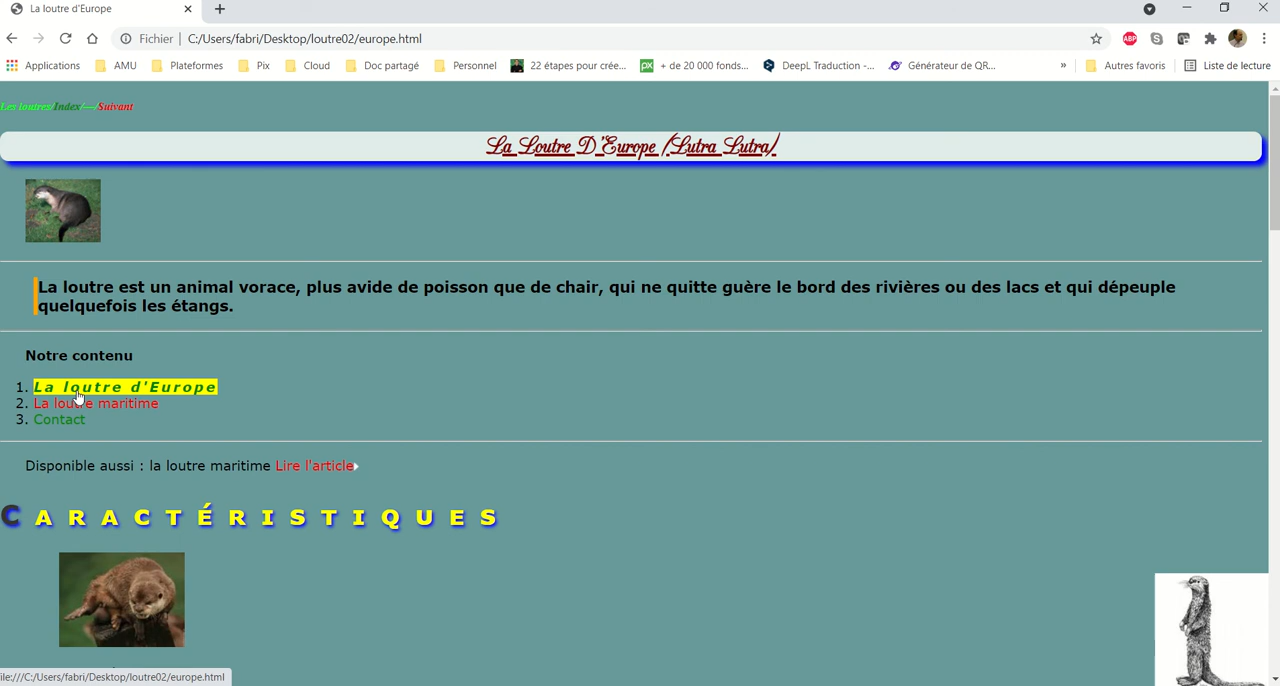 La loutre d'Europe
Fichier | C:/Users/fabri/Desktop/loutre02/europe.html
ABP
Applications AMU Plateformes Pix Cloud Doc partagé Personnel 22 étapes pour crée... + de 20 000 fonds... DeepL Traduction -... Générateur de QR... » Autres favoris Liste de lecture
Les loutres/Index/---/Suivant
La Loutre D'Europe (Lutra Lutra)
La loutre est un animal vorace, plus avide de poisson que de chair, qui ne quitte guère le bord des rivières ou des lacs et qui dépeuple
quelquefois les étangs.
Notre contenu
1. La loutre d'Europe
2. La loutre maritime
3. Contact
Disponible aussi : la loutre maritime Lire l'article
CARACTÉRISTIQUES
ile:///C:/Users/fabri/Desktop/loutre02/europe.html